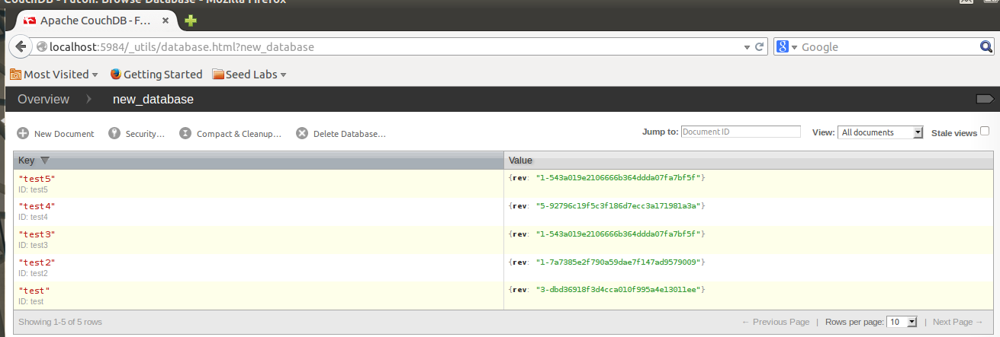 CouchDB - Futon: Browse Database - Mozilla Firefox
Apache CouchDB - F...
localhost:5984/_utils/database.html?new_database
Google
Most Visited
Getting Started
Seed Labs
Overview
new_database
New Document
Security...
Compact & Cleanup...
Delete Database...
Jump to: Document ID
View: All documents
Stale views
Key Value
"test5" {rev: "1-543a019e2106666b364ddda07fa7bf5f"}
ID: test5
"test4" {rev: "5-92796c19f5c3f186d7ecc3a171981a3a"}
ID: test4
"test3" {rev: "1-543a019e2106666b364ddda07fa7bf5f"}
ID: test3
"test2" {rev: "1-7a7385e2f790a59dae7f147ad9579009"}
ID: test2
"test" {rev: "3-dbd36918f3d4cca010f995a4e13011ee"}
ID: test
Showing 1-5 of 5 rows
← Previous Page | Rows per page: 10 | Next Page →